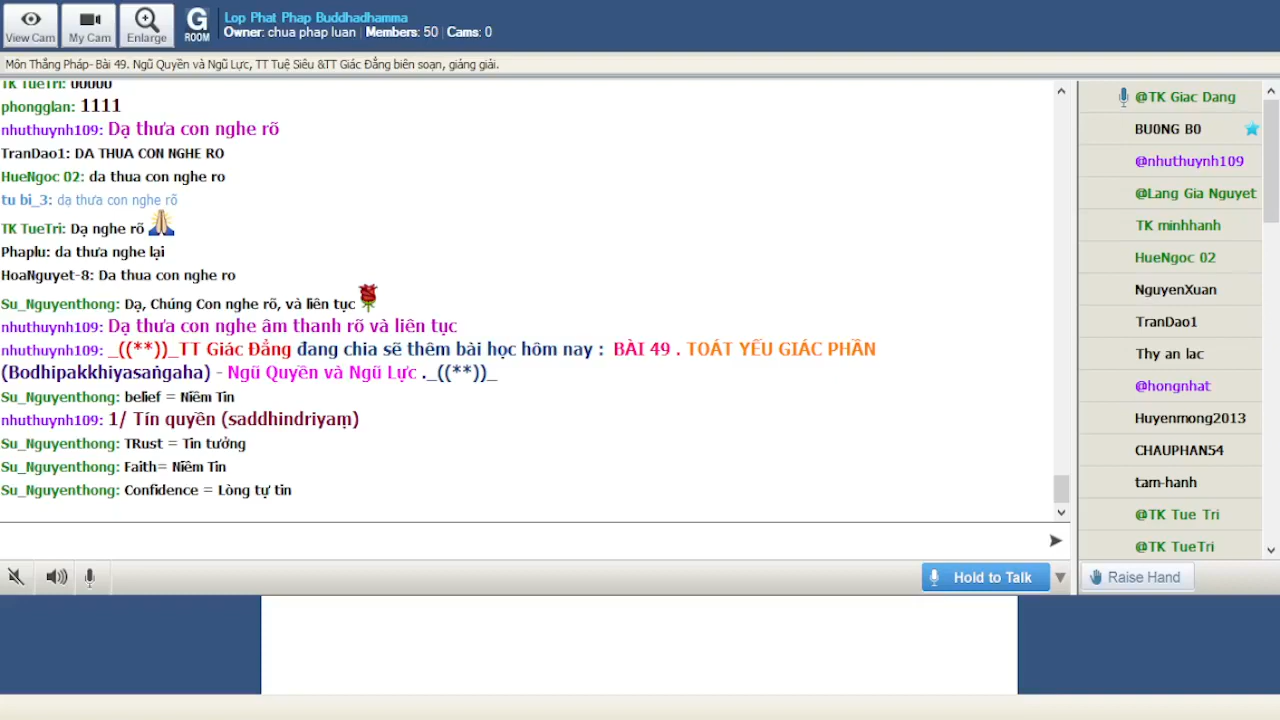 View Cam
My Cam
Enlarge
G
ROOM
Lop Phat Phap Buddhadhamma
Owner: chua phap luan | Members: 50 | Cams: 0
Môn Thắng Pháp- Bài 49. Ngũ Quyền và Ngũ Lực, TT Tuệ Siêu &TT Giác Đẳng biên soạn, giảng giải.
TK TueTri: 00000
phongglan: 1111
nhuthuynh109: Dạ thưa con nghe rõ
TranDao1: DA THUA CON NGHE RO
HueNgoc 02: da thua con nghe ro
tu bi_3: dạ thưa con nghe rõ
TK TueTri: Dạ nghe rõ
Phaplu: da thưa nghe lại
HoaNguyet-8: Da thua con nghe ro
Su_Nguyenthong: Dạ, Chúng Con nghe rõ, và liên tục
nhuthuynh109: Dạ thưa con nghe âm thanh rõ và liên tục
nhuthuynh109: _((**))_TT Giác Đẳng đang chia sẽ thêm bài học hôm nay : BÀI 49 . TOÁT YẾU GIÁC PHẦN
(Bodhipakkhiyasaṅgaha) - Ngũ Quyền và Ngũ Lực ._((**))_
Su_Nguyenthong: belief = Niềm Tin
nhuthuynh109: 1/ Tín quyền (saddhindriyaṃ)
Su_Nguyenthong: TRust = Tin tưởng
Su_Nguyenthong: Faith= Niềm Tin
Su_Nguyenthong: Confidence = Lòng tự tin
@TK Giac Dang
BU0NG B0
@nhuthuynh109
@Lang Gia Nguyet
TK minhhanh
HueNgoc 02
NguyenXuan
TranDao1
Thy an lac
@hongnhat
Huyenmong2013
CHAUPHAN54
tam-hanh
@TK Tue Tri
@TK TueTri
Hold to Talk
Raise Hand